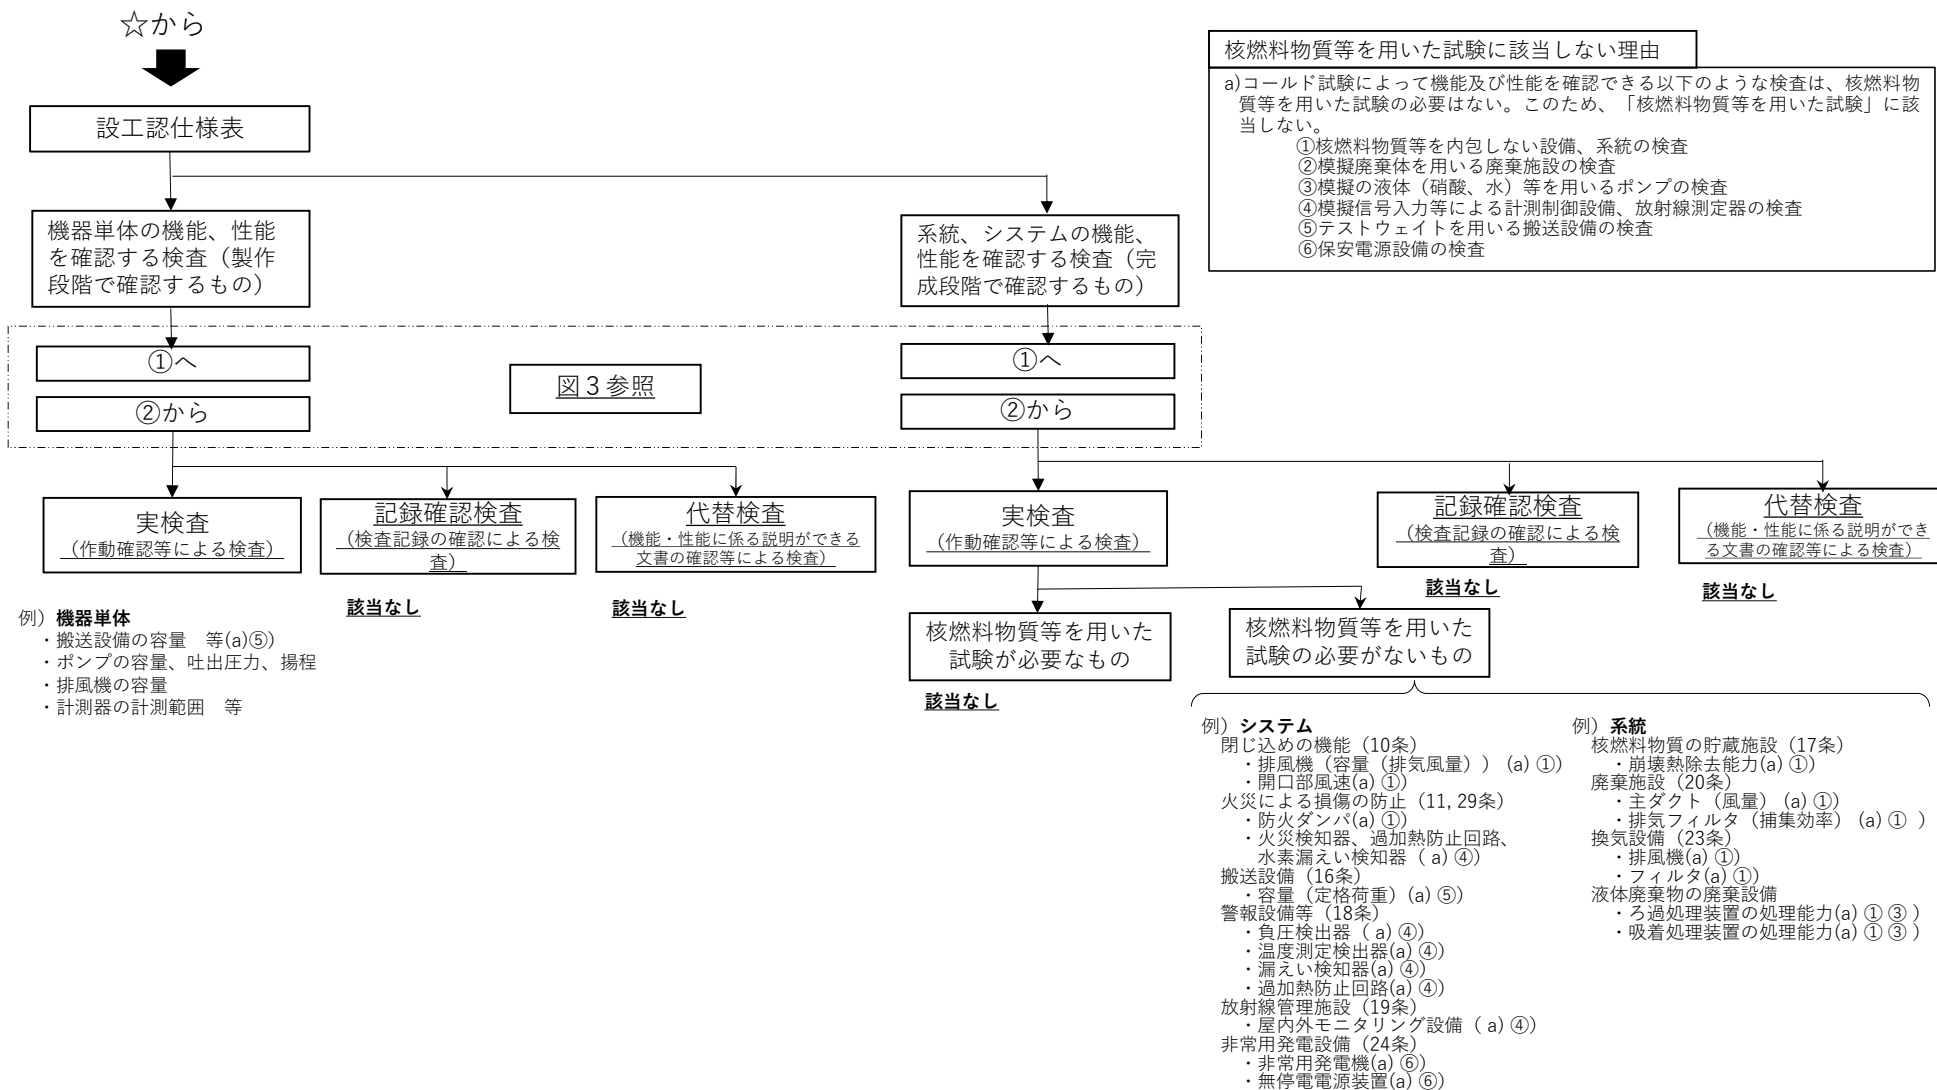 ☆から
設工認仕様表
核燃料物質等を用いた試験に該当しない理由
a)コールド試験によって機能及び性能を確認できる以下のような検査は、核燃料物
質等を用いた試験の必要はない。このため、「核燃料物質等を用いた試験」に該
当しない。
①核燃料物質等を内包しない設備、系統の検査
②模擬廃棄体を用いる廃棄施設の検査
③模擬の液体（硝酸、水）等を用いるポンプの検査
④模擬信号入力等による計測制御設備、放射線測定器の検査
⑤テストウェイトを用いる搬送設備の検査
⑥保安電源設備の検査
機器単体の機能、性能
を確認する検査（製作
段階で確認するもの）
系統、システムの機能、
性能を確認する検査（完
成段階で確認するもの）
①へ
②から
図３参照
①へ
②から
実検査
（作動確認等による検査）
記録確認検査
（検査記録の確認による検
査）
該当なし
代替検査
（機能・性能に係る説明ができる
文書の確認等による検査）
該当なし
例）機器単体
・搬送設備の容量　等(a)⑤)
・ポンプの容量、吐出圧力、揚程
・排風機の容量
・計測器の計測範囲　等
実検査
（作動確認等による検査）
記録確認検査
（検査記録の確認による検
査）
該当なし
代替検査
（機能・性能に係る説明ができ
る文書の確認等による検査）
該当なし
核燃料物質等を用いた
試験が必要なもの
該当なし
核燃料物質等を用いた
試験の必要がないもの
例）システム
閉じ込めの機能（10条）
・排風機（容量（排気風量））(a) ①)
・開口部風速(a) ①)
火災による損傷の防止（11, 29条）
・防火ダンパ(a) ①)
・火災検知器、過加熱防止回路、
水素漏えい検知器（ a) ④)
搬送設備（16条）
・容量（定格荷重）(a) ⑤)
警報設備等（18条）
・負圧検出器（ a) ④)
・温度測定検出器(a) ④)
・漏えい検知器(a) ④)
・過加熱防止回路(a) ④)
放射線管理施設（19条）
・屋内外モニタリング設備（ a) ④)
非常用発電設備（24条）
・非常用発電機(a) ⑥)
・無停電電源装置(a) ⑥)
例）系統
核燃料物質の貯蔵施設（17条）
・崩壊熱除去能力(a) ①)
廃棄施設（20条）
・主ダクト（風量）(a) ①)
・排気フィルタ（捕集効率）(a) ① )
換気設備（23条）
・排風機(a) ①)
・フィルタ(a) ①)
液体廃棄物の廃棄設備
・ろ過処理装置の処理能力(a) ① ③ )
・吸着処理装置の処理能力(a) ① ③ )